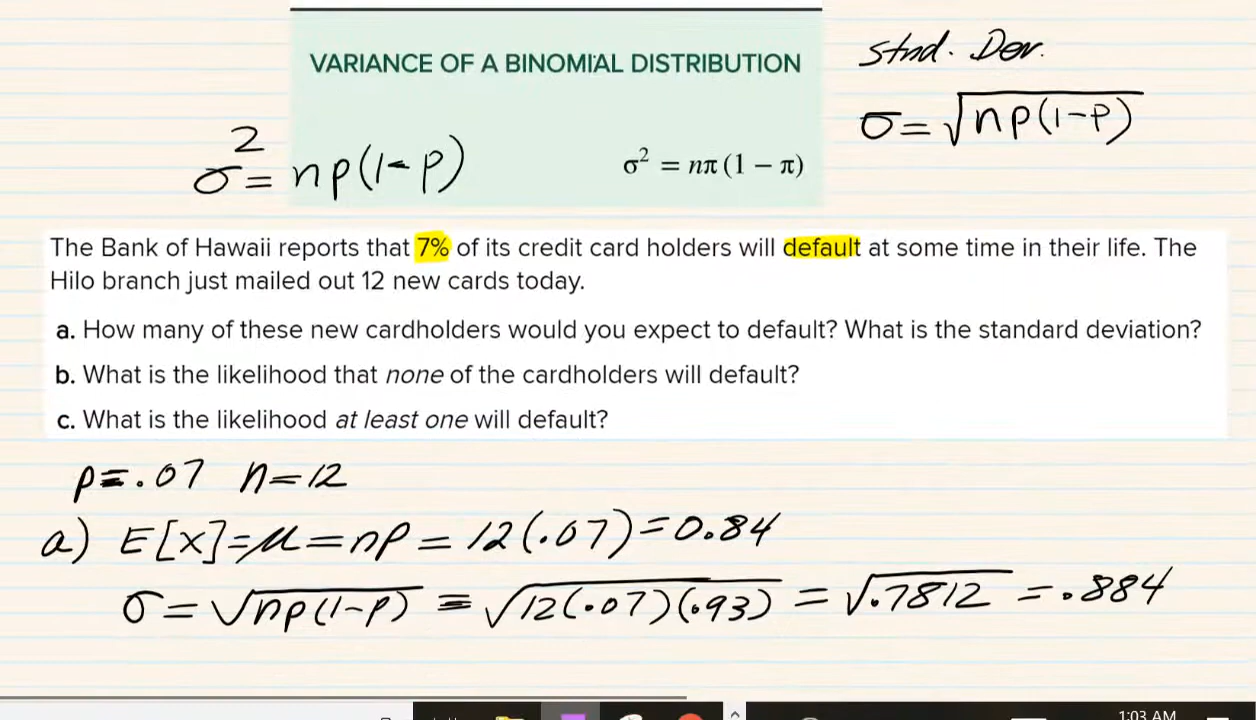 Stnd. Dev.
VARIANCE OF A BINOMIAL DISTRIBUTION
σ = √np(1-p)
σ² = np(1-p)
σ² = nπ (1 − π)
The Bank of Hawaii reports that 7% of its credit card holders will default at some time in their life. The
Hilo branch just mailed out 12 new cards today.
a. How many of these new cardholders would you expect to default? What is the standard deviation?
b. What is the likelihood that none of the cardholders will default?
c. What is the likelihood at least one will default?
p=.07 n=12
a) E[X]=μ=np=12(.07)=0.84
σ=√np(1-p) = √12(.07)(.93) = √.7812 = .884
1:03 AM